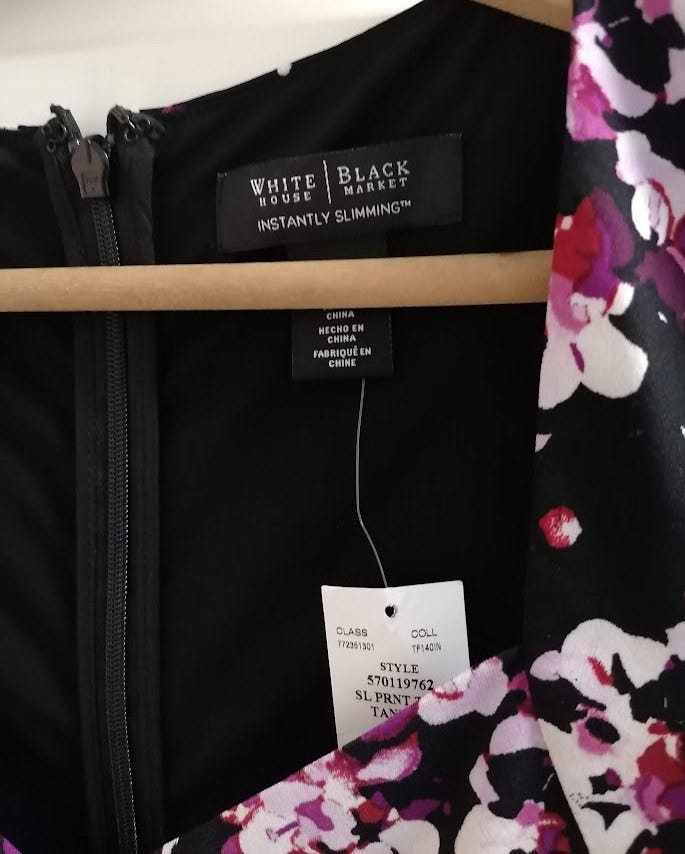 WHITE HOUSE | BLACK MARKET
INSTANTLY SLIMMING™
CHINA
HECHO EN
CHINA
FABRIQUÉ EN
CHINE
CLASS COLL
772351301 TF140IN
STYLE
570119762
SL PRNT